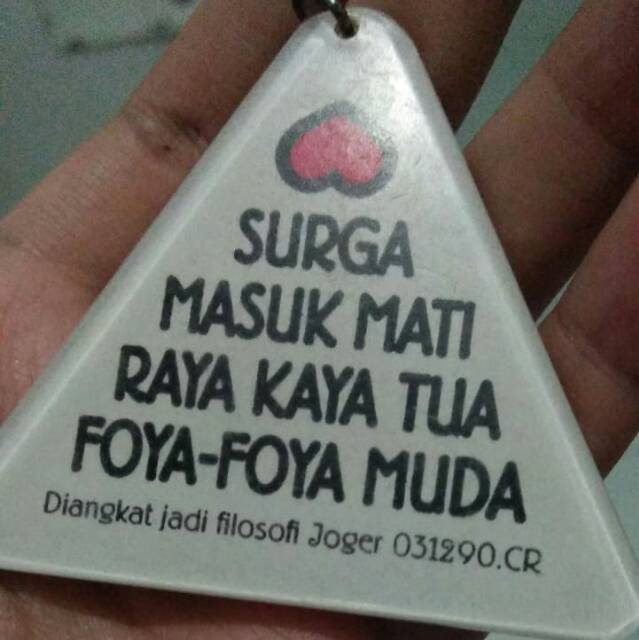 SURGA
MASUK MATI
RAYA KAYA TUA
FOYA-FOYA MUDA
Diangkat jadi filosofi Joger 031290.CR